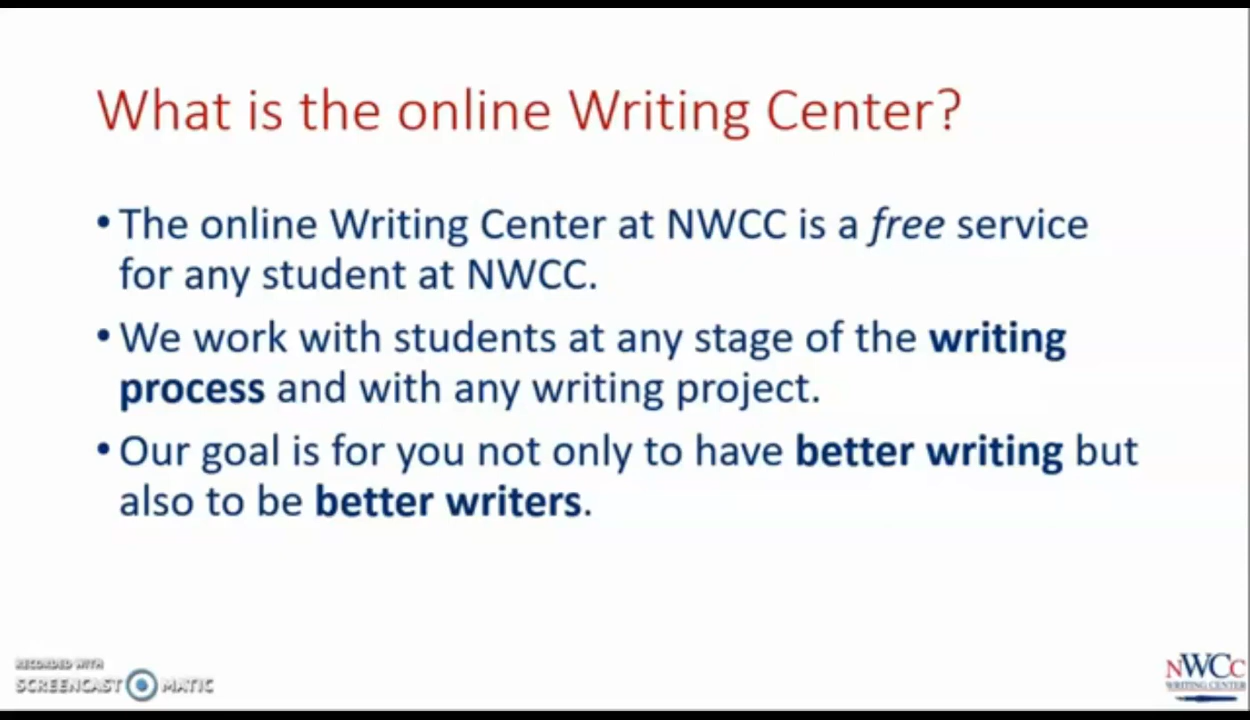 What is the online Writing Center?
• The online Writing Center at NWCC is a free service
for any student at NWCC.
• We work with students at any stage of the writing
process and with any writing project.
• Our goal is for you not only to have better writing but
also to be better writers.
RECORDED WITH
SCREENCAST MATIC
NWCC
WRITING CENTER